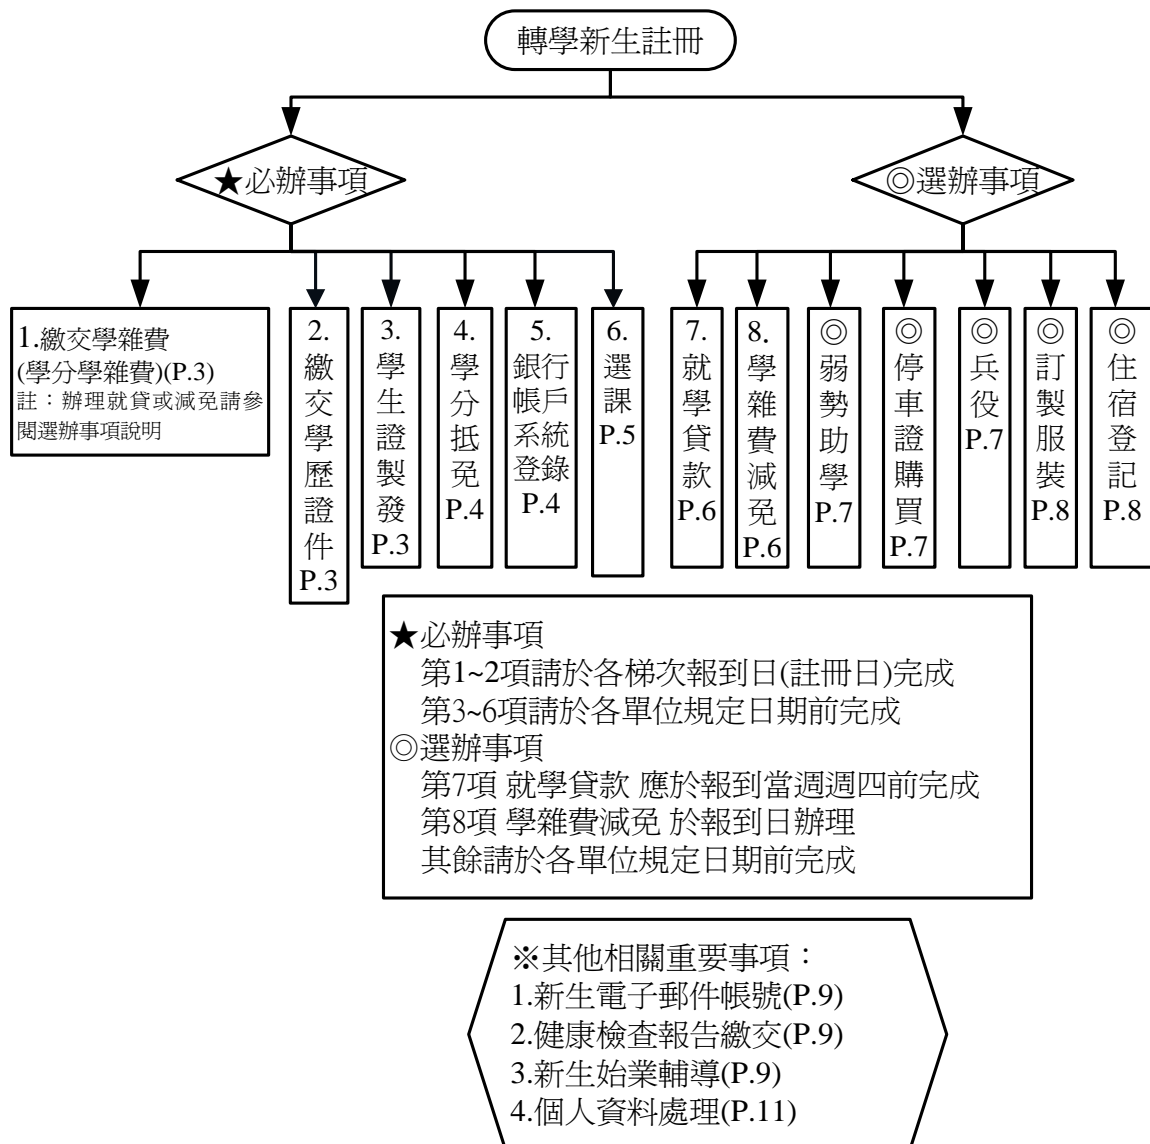 轉學新生註冊
★必辦事項
◎選辦事項
1.繳交學雜費
(學分學雜費)(P.3)
註：辦理就貸或減免請參
閱選辦事項說明
2.繳交學歷證件P.3
3.學生證製發P.3
4.學分抵免P.4
5.銀行帳戶系統登錄P.4
6.選課P.5
7.就學貸款P.6
8.學雜費減免P.6
◎弱勢助學P.7
◎停車證購買P.7
◎兵役P.7
◎訂製服裝P.8
◎住宿登記P.8
★必辦事項
第1~2項請於各梯次報到日(註冊日)完成
第3~6項請於各單位規定日期前完成
◎選辦事項
第7項 就學貸款 應於報到當週週四前完成
第8項 學雜費減免 於報到日辦理
其餘請於各單位規定日期前完成
※其他相關重要事項：
1.新生電子郵件帳號(P.9)
2.健康檢查報告繳交(P.9)
3.新生始業輔導(P.9)
4.個人資料處理(P.11)